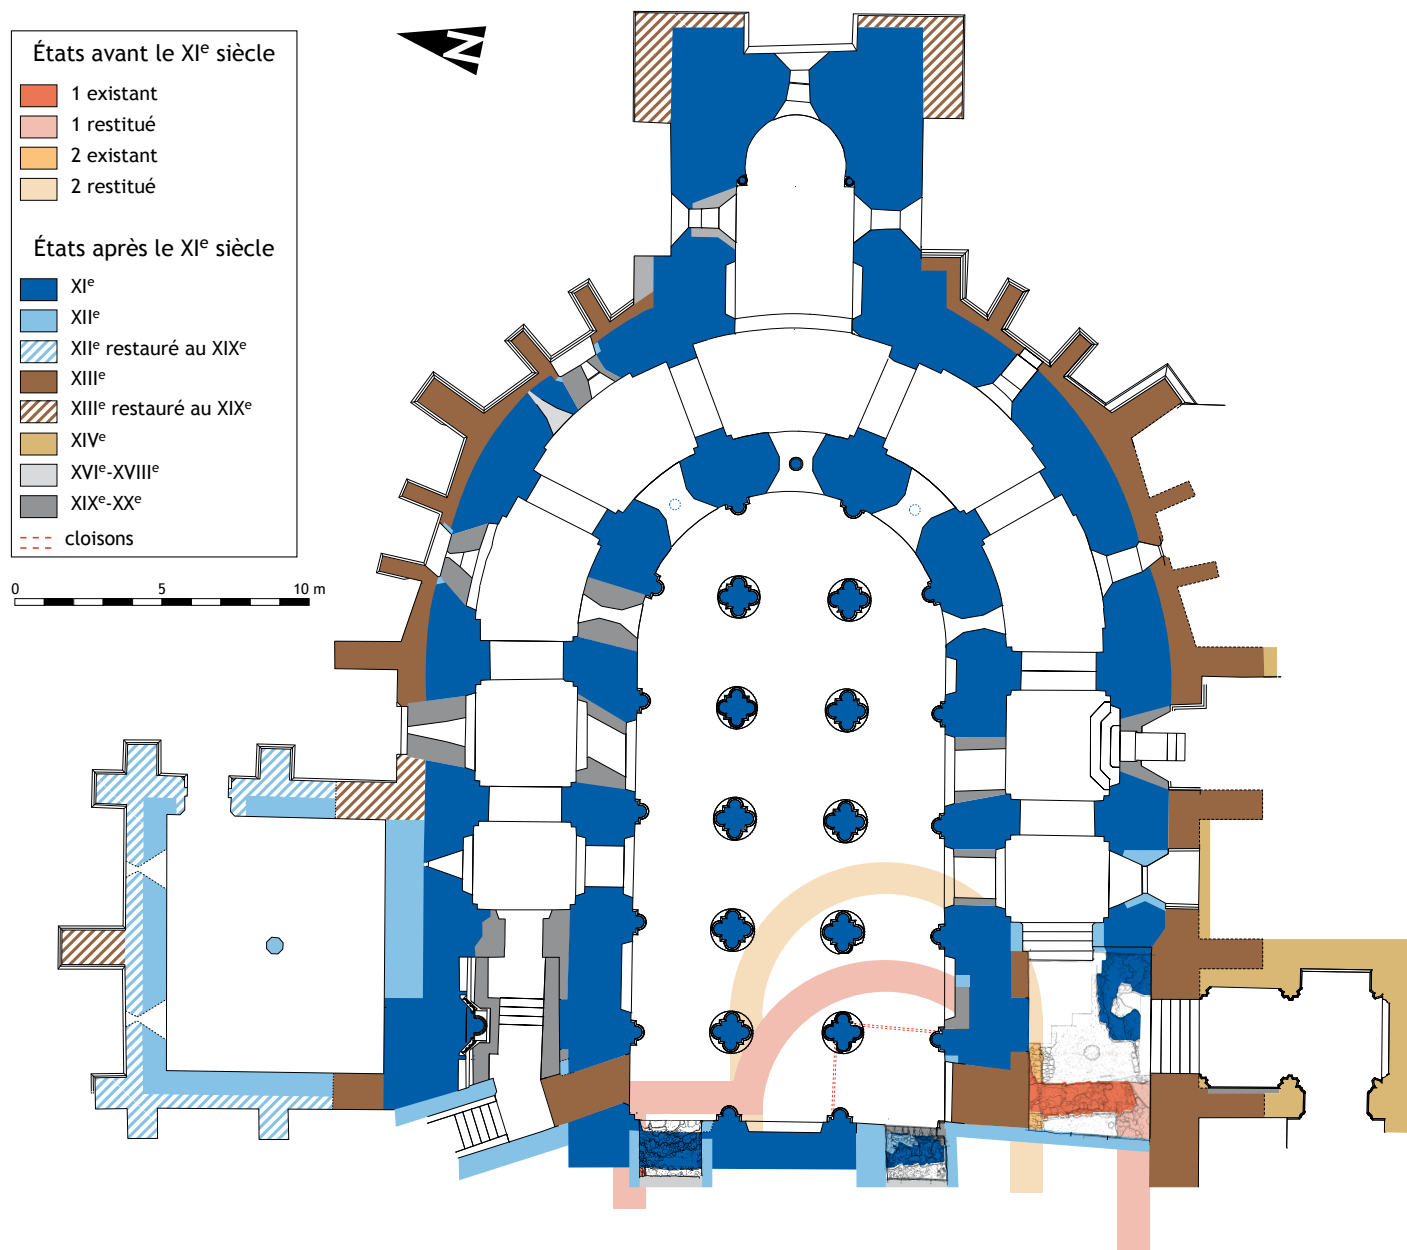 N
États avant le XIe siècle
1 existant
1 restitué
2 existant
2 restitué
États après le XIe siècle
XIe
XIIe
XIIe restauré au XIXe
XIIIe
XIIIe restauré au XIXe
XIVe
XVIe-XVIIIe
XIXe-XXe
cloisons
0 5 10 m